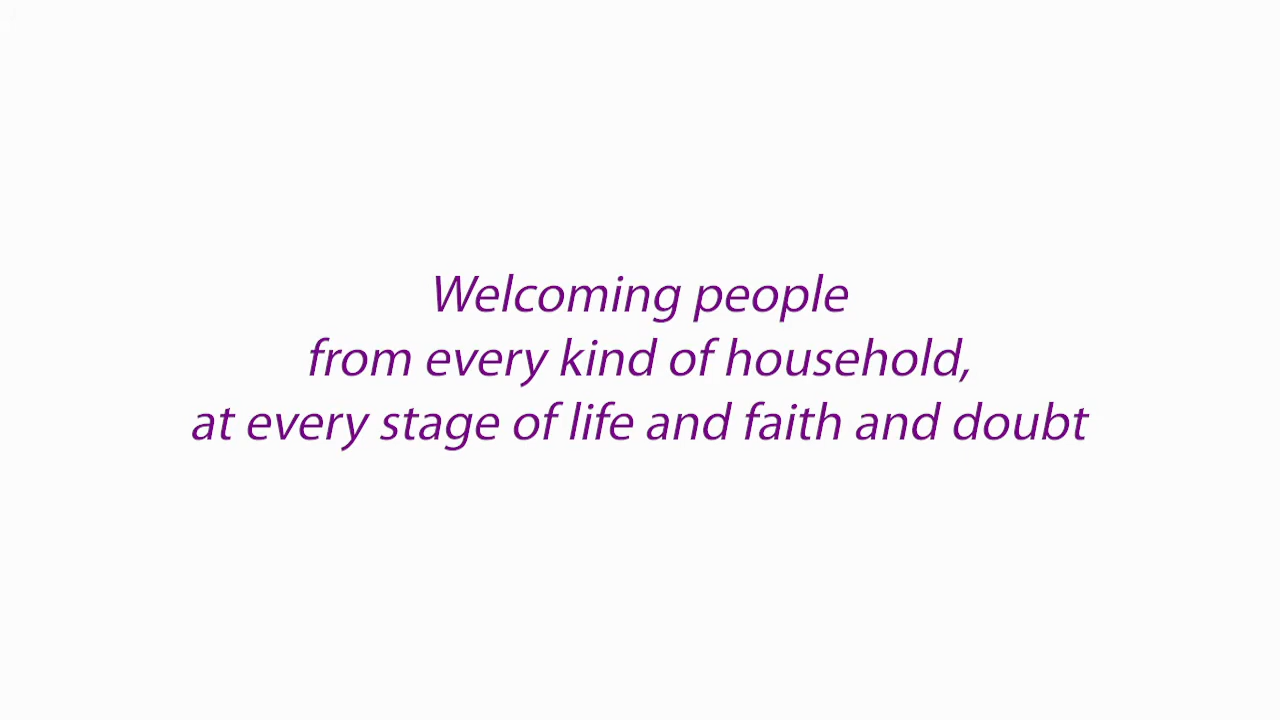 Welcoming people
from every kind of household,
at every stage of life and faith and doubt